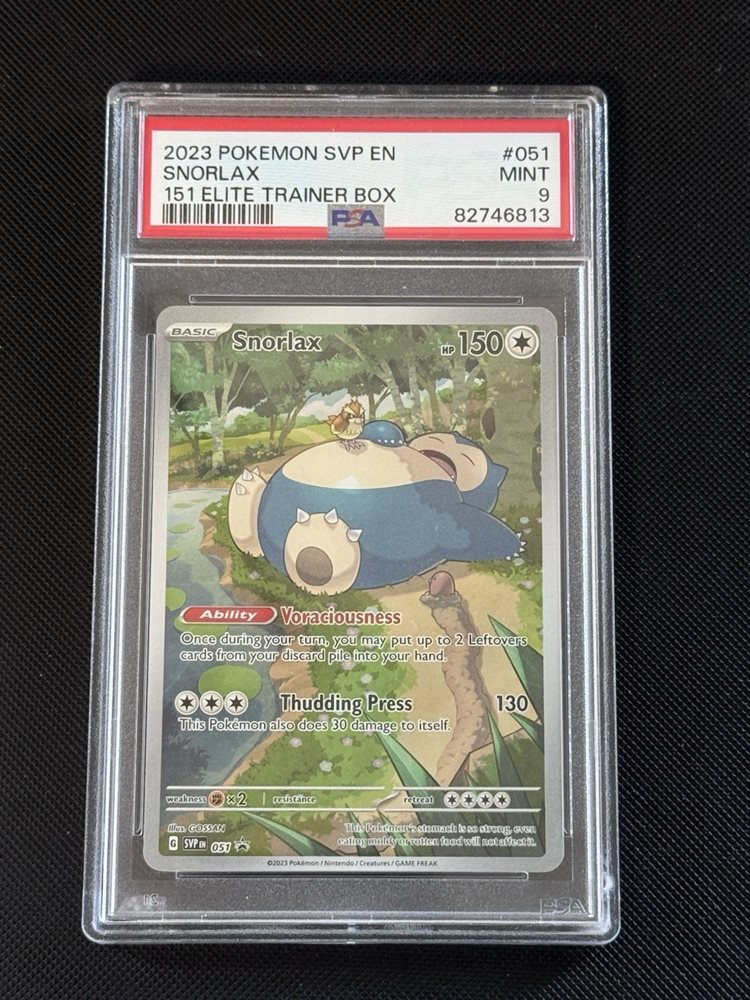 2023 POKEMON SVP EN #051
SNORLAX MINT
151 ELITE TRAINER BOX 9
PSA 82746813
BASIC Snorlax HP 150
Ability Voraciousness
Once during your turn, you may put up to 2 Leftovers
cards from your discard pile into your hand.
Thudding Press 130
This Pokémon also does 30 damage to itself.
weakness ×2 resistance retreat
Illus. GOSSAN
This Pokémon's stomach is so strong, even
eating moldy or rotten food will not affect it.
G SVP EN 051
©2023 Pokémon / Nintendo / Creatures / GAME FREAK
PSA